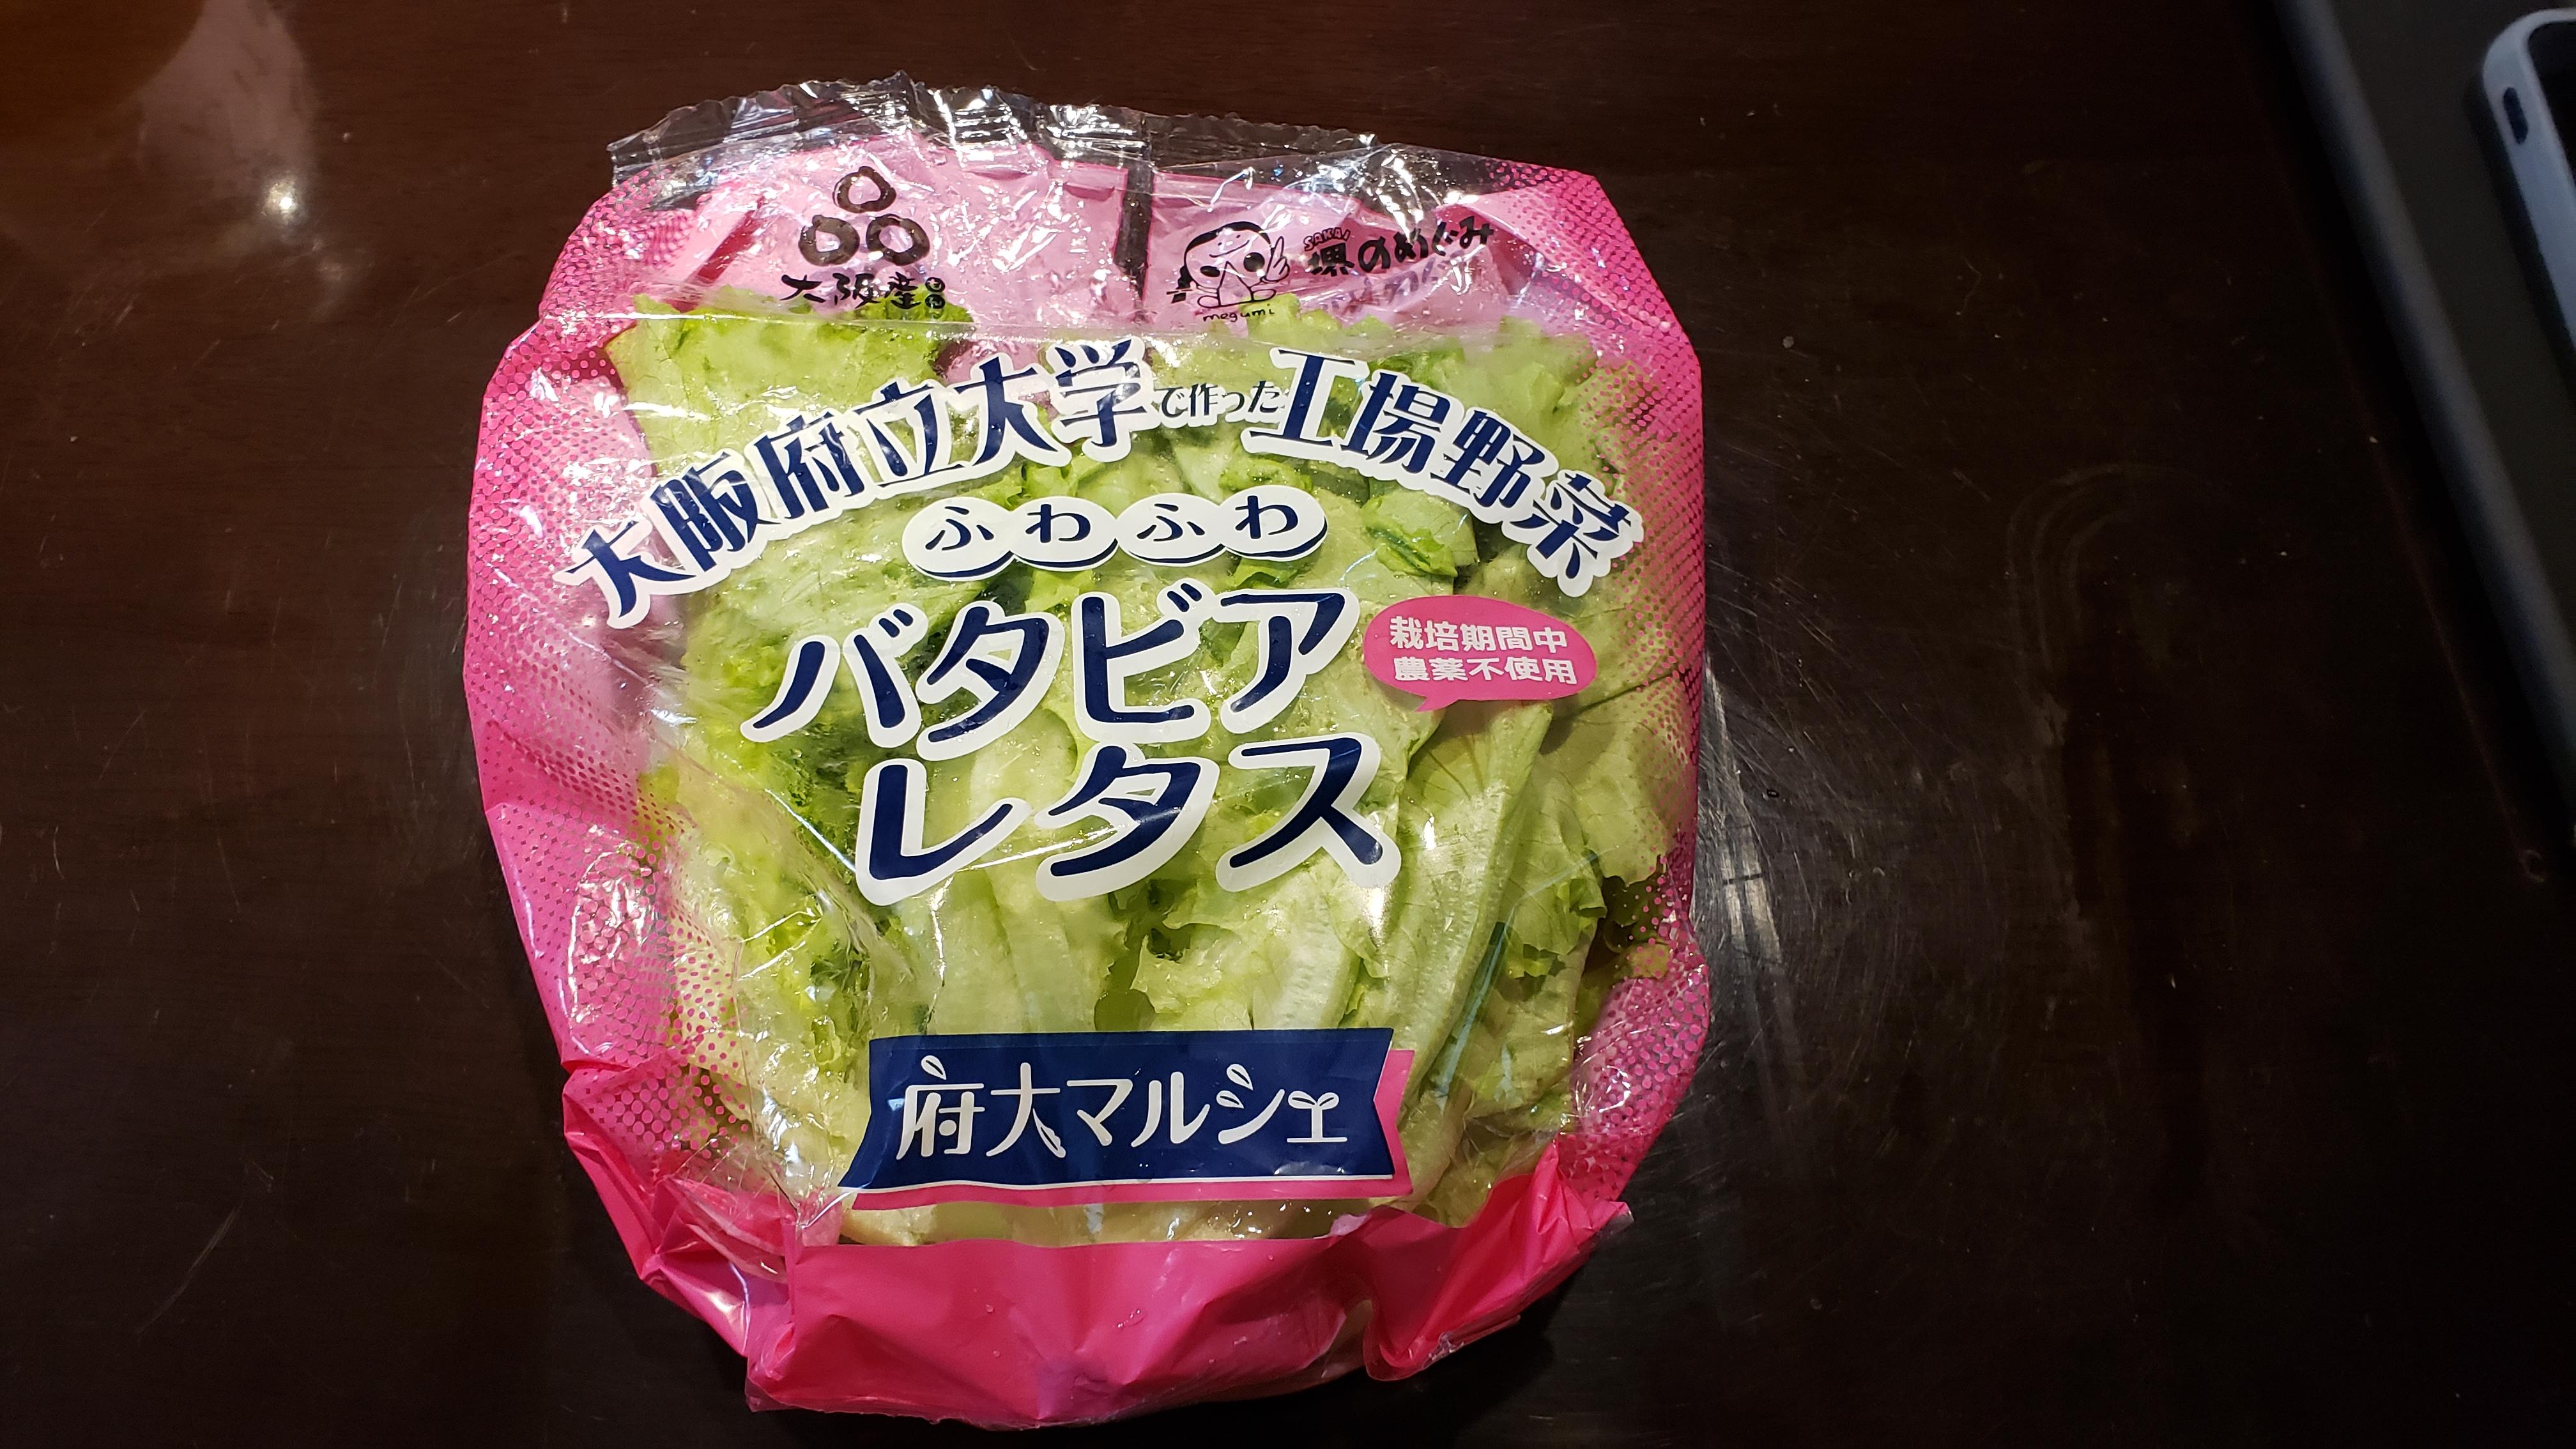 大阪産
もん
SAKAI
堺のめぐみ
megumi
大阪府立大学で作った工場野菜
ふわふわ
バタビア
レタス
栽培期間中
農薬不使用
府大マルシェ